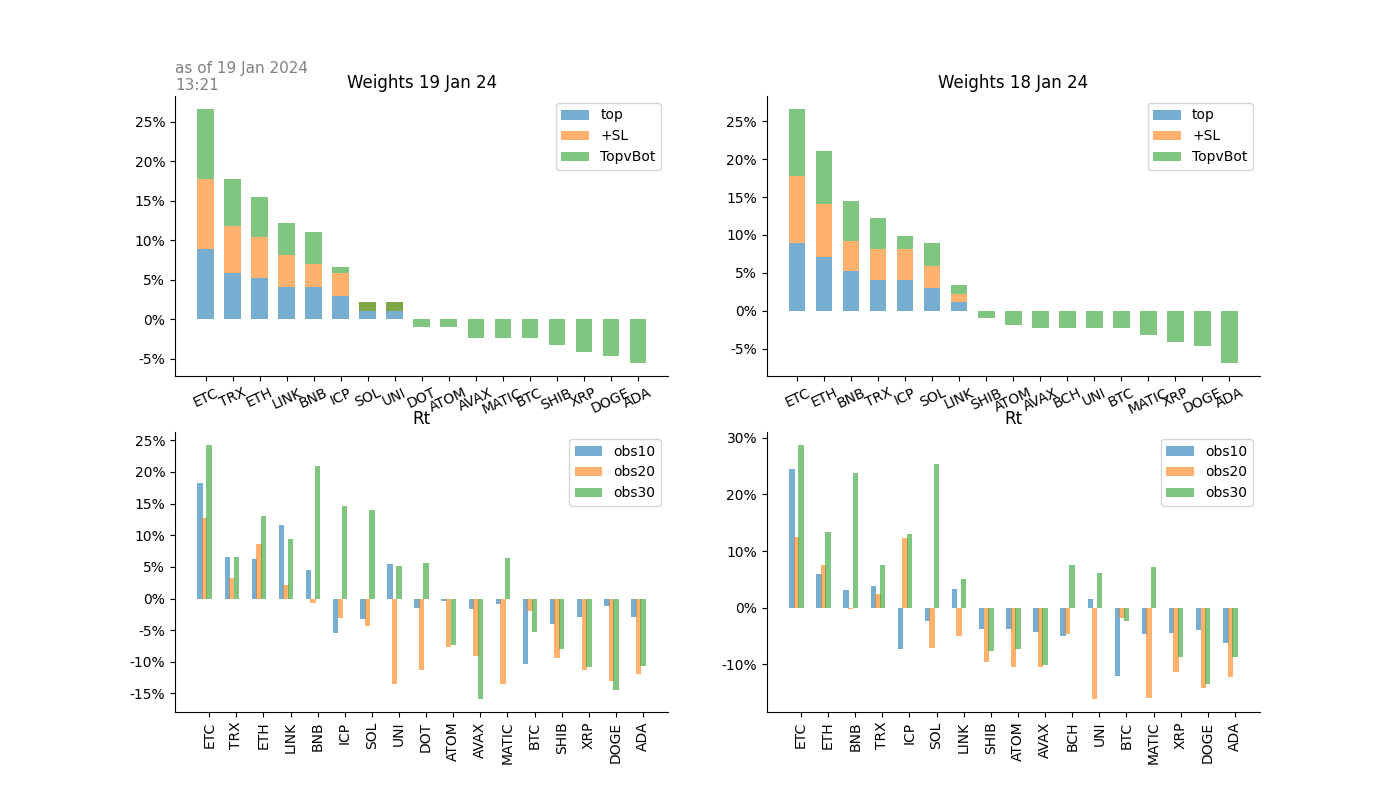 as of 19 Jan 2024
13:21
Weights 19 Jan 24
25%
20%
15%
10%
5%
0%
-5%
top
+SL
TopvBot
ETC TRX ETH LINK BNB ICP SOL UNI DOT ATOM AVAX MATIC BTC SHIB XRP DOGE ADA
Weights 18 Jan 24
25%
20%
15%
10%
5%
0%
-5%
top
+SL
TopvBot
ETC ETH BNB TRX ICP SOL LINK SHIB ATOM AVAX BCH UNI BTC MATIC XRP DOGE ADA
Rt
25%
20%
15%
10%
5%
0%
-5%
-10%
-15%
obs10
obs20
obs30
ETC TRX ETH LINK BNB ICP SOL UNI DOT ATOM AVAX MATIC BTC SHIB XRP DOGE ADA
Rt
30%
20%
10%
0%
-10%
obs10
obs20
obs30
ETC ETH BNB TRX ICP SOL LINK SHIB ATOM AVAX BCH UNI BTC MATIC XRP DOGE ADA